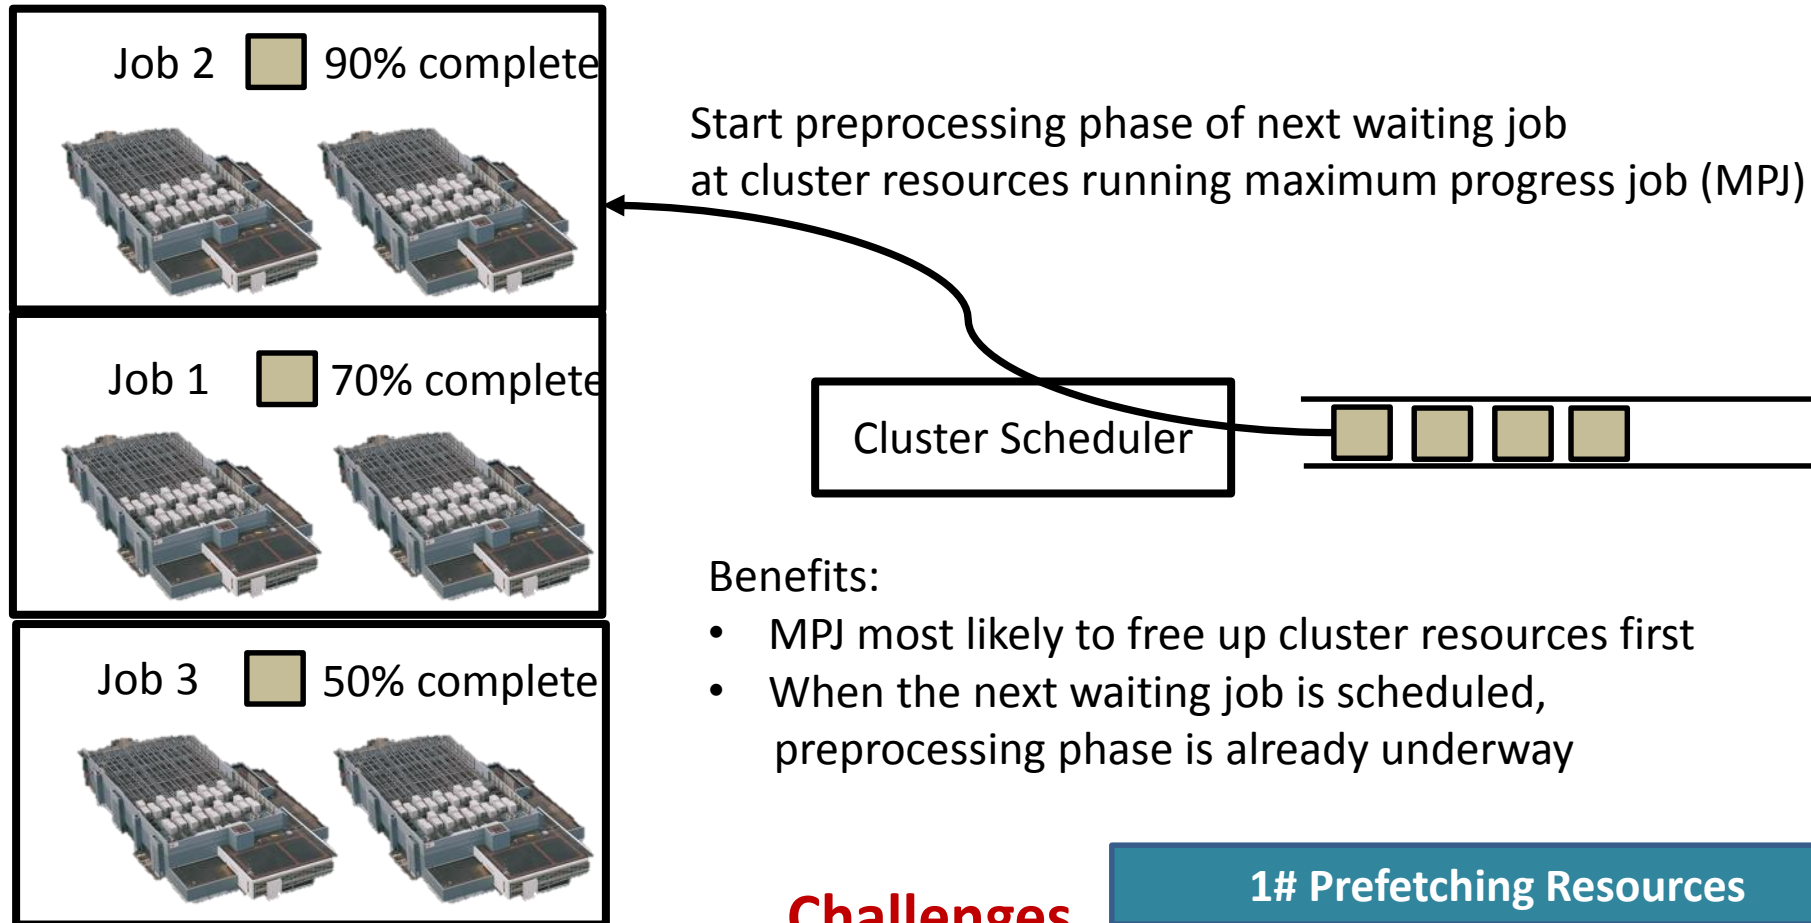 Job 2 90% complete
Start preprocessing phase of next waiting job
at cluster resources running maximum progress job (MPJ)
Job 1 70% complete
Cluster Scheduler
Benefits:
• MPJ most likely to free up cluster resources first
• When the next waiting job is scheduled,
preprocessing phase is already underway
Job 3 50% complete
Challenges
1# Prefetching Resources